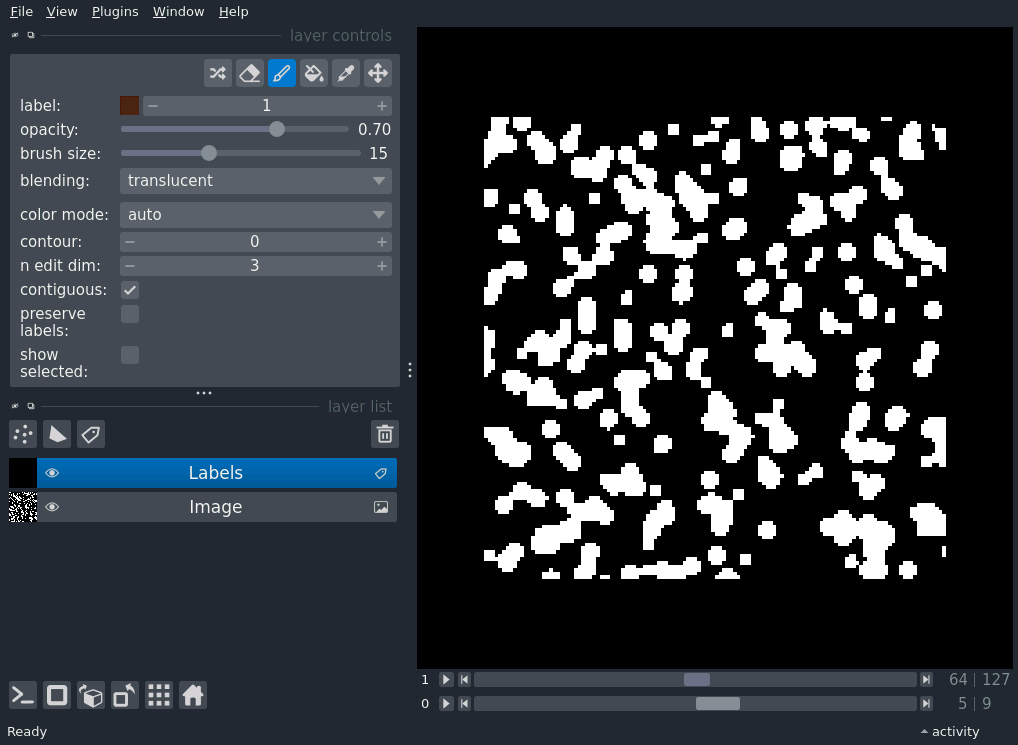 File View Plugins Window Help
layer controls
label: 1
opacity: 0.70
brush size: 15
blending: translucent
color mode: auto
contour: 0
n edit dim: 3
contiguous:
preserve
labels:
show
selected:
layer list
Labels
Image
1 64 | 127
0 5 | 9
Ready activity